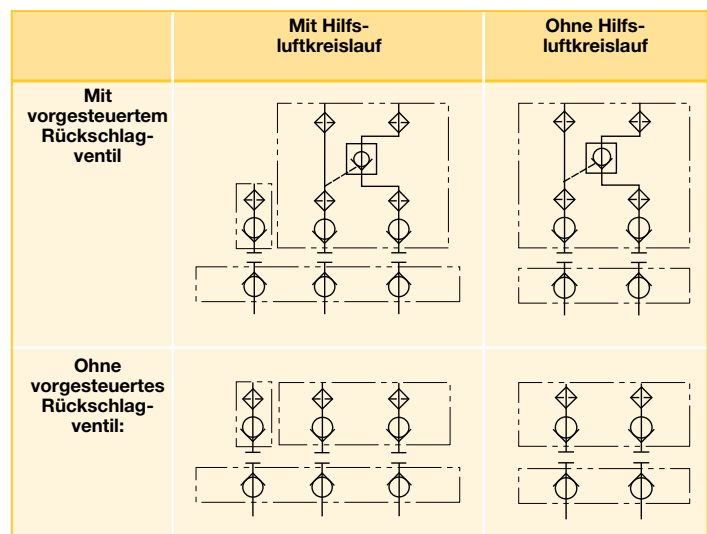 Mit Hilfs-
luftkreislauf
Ohne Hilfs-
luftkreislauf
Mit
vorgesteuertem
Rückschlag-
ventil
Ohne
vorgesteuertes
Rückschlag-
ventil: